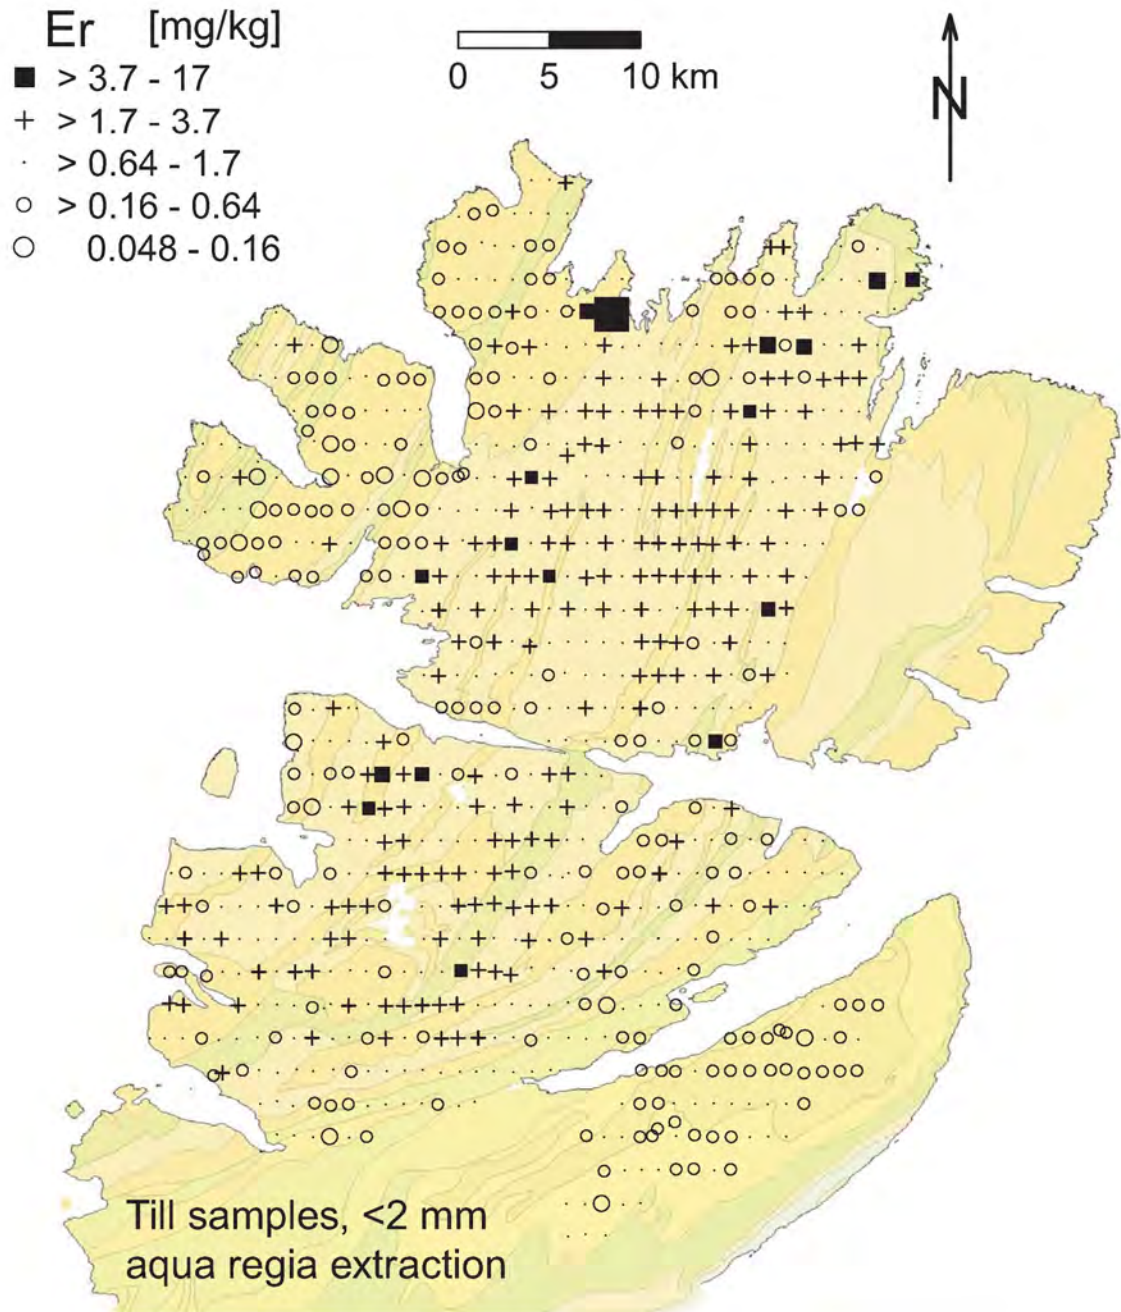 Er [mg/kg]
> 3.7 - 17
> 1.7 - 3.7
> 0.64 - 1.7
> 0.16 - 0.64
0.048 - 0.16
0 5 10 km
N
Till samples, <2 mm
aqua regia extraction